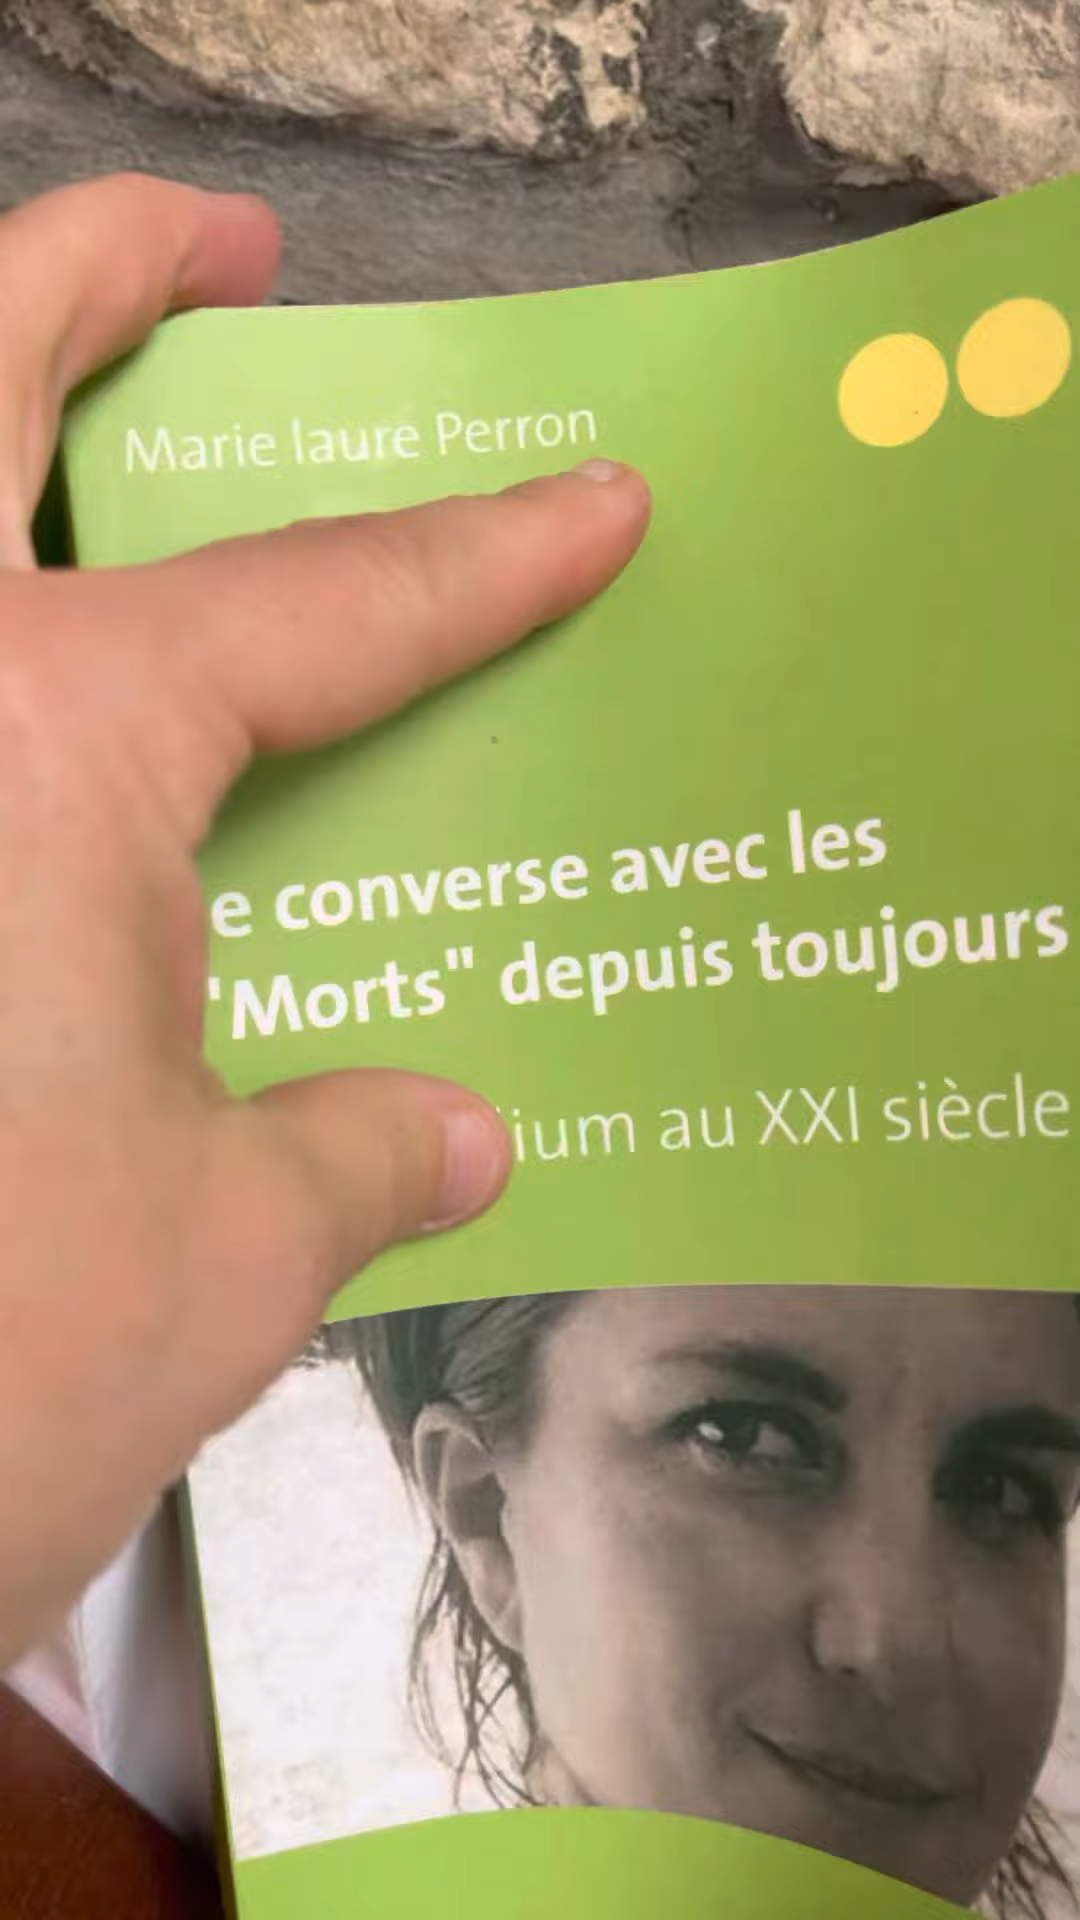 Marie laure Perron
e converse avec les
"Morts" depuis toujours
ium au XXI siècle